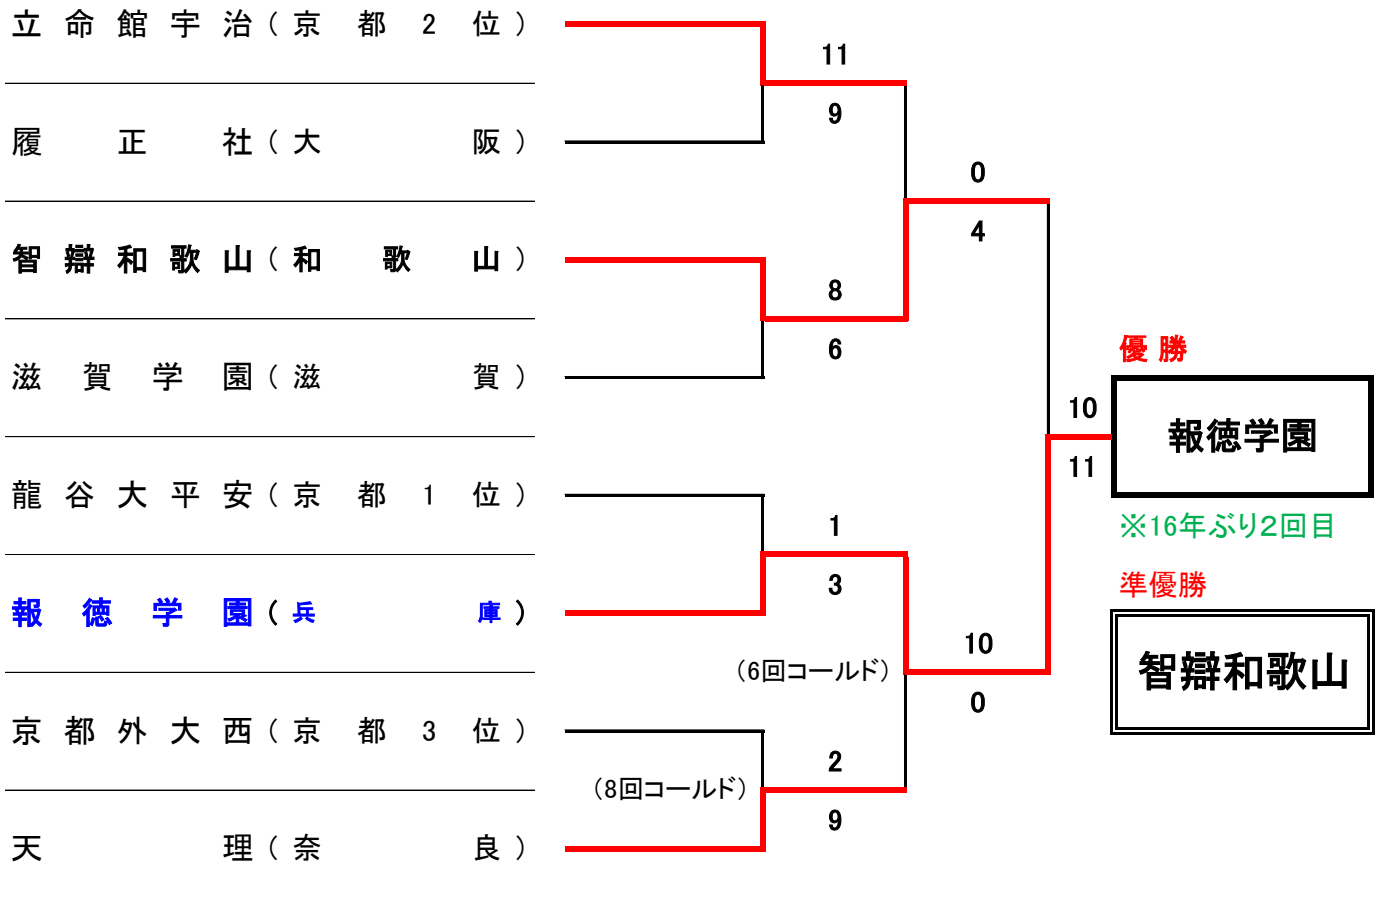 立命館宇治(京都2位)
11
9
履正社(大阪)
0
4
智辯和歌山(和歌山)
8
6
滋賀学園(滋賀)
優勝
10
報徳学園
11
龍谷大平安(京都1位)
※16年ぶり2回目
1
3
準優勝
報徳学園(兵庫)
智辯和歌山
10
(6回コールド)
0
京都外大西(京都3位)
2
(8回コールド)
9
天理(奈良)